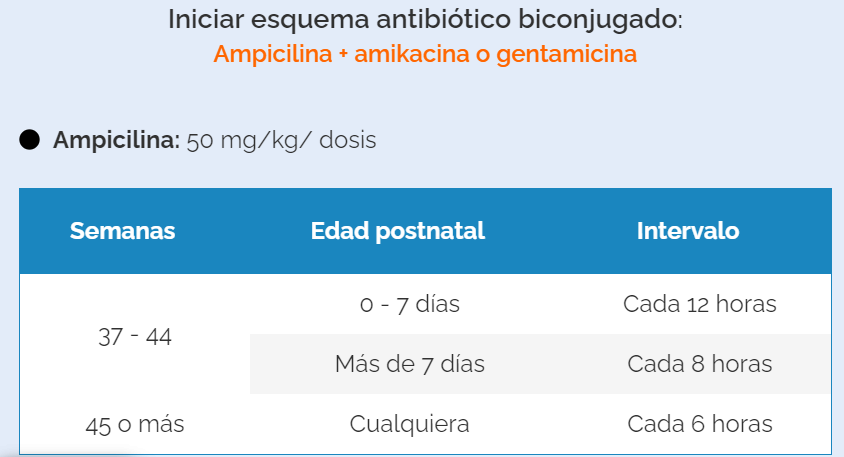 Iniciar esquema antibiótico biconjugado:
Ampicilina + amikacina o gentamicina
Ampicilina: 50 mg/kg/ dosis
Semanas Edad postnatal Intervalo
37 - 44
0 - 7 días Cada 12 horas
Más de 7 días Cada 8 horas
45 o más Cualquiera Cada 6 horas